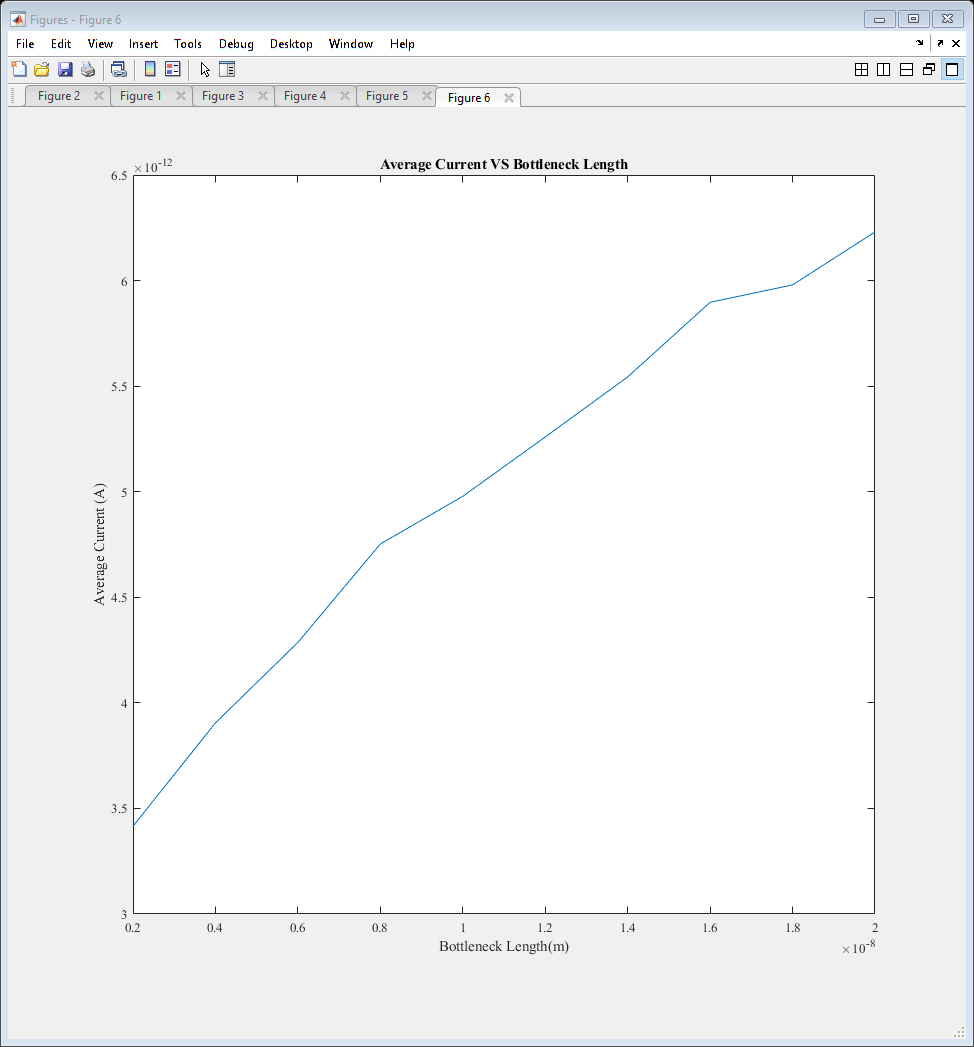 Figures - Figure 6
File Edit View Insert Tools Debug Desktop Window Help
Figure 2 Figure 1 Figure 3 Figure 4 Figure 5 Figure 6
Average Current VS Bottleneck Length
×10⁻¹²
6.5
6
5.5
5
4.5
4
3.5
3
Average Current (A)
0.2 0.4 0.6 0.8 1 1.2 1.4 1.6 1.8 2
Bottleneck Length(m)
×10⁻⁸